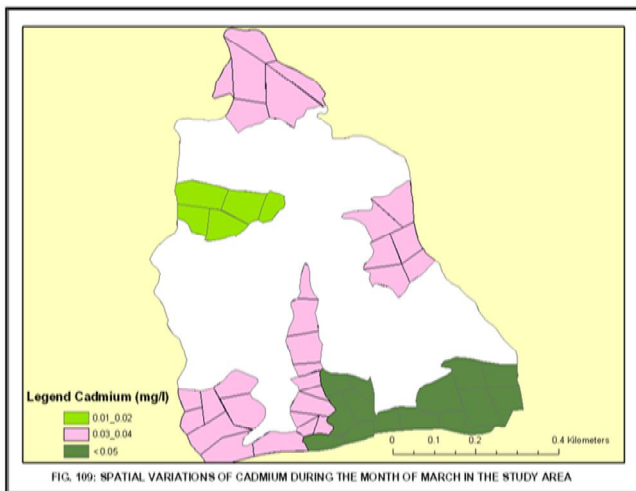 Legend Cadmium (mg/l)
0.01_0.02
0.03_0.04
<0.05
0 0.1 0.2 0.4 Kilometers
FIG. 109: SPATIAL VARIATIONS OF CADMIUM DURING THE MONTH OF MARCH IN THE STUDY AREA